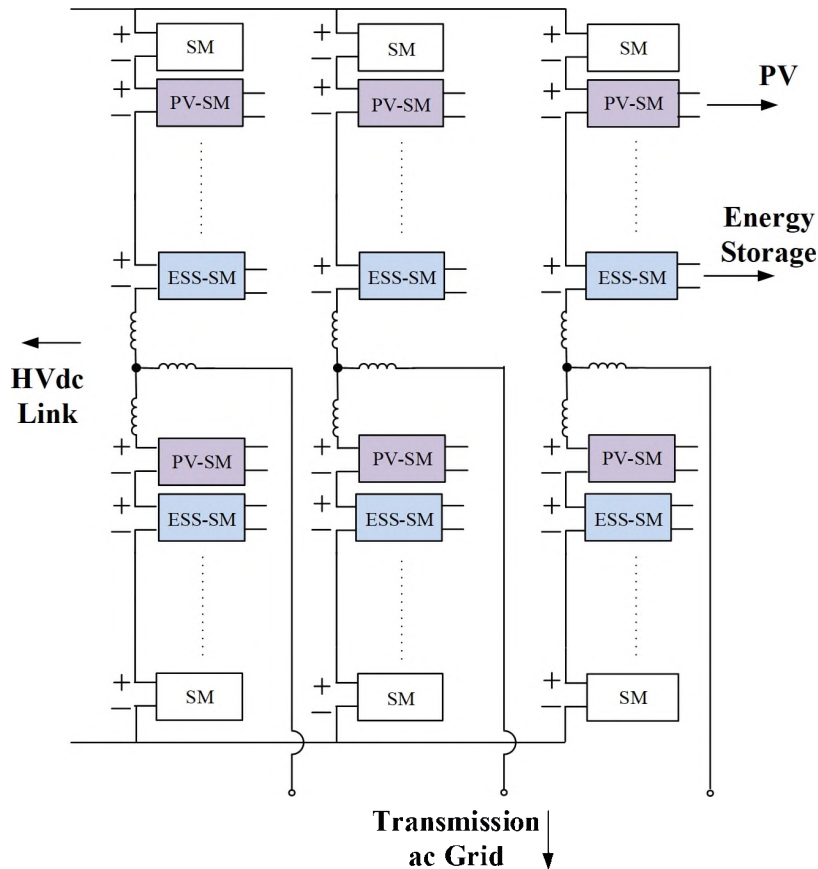 + SM + SM + SM
− − −
+ PV-SM + PV-SM + PV-SM PV
− − −
Energy
Storage
+ ESS-SM + ESS-SM + ESS-SM
− − −
HVdc
Link
+ PV-SM + PV-SM + PV-SM
− − −
+ ESS-SM + ESS-SM + ESS-SM
− − −
+ SM + SM + SM
− − −
Transmission
ac Grid